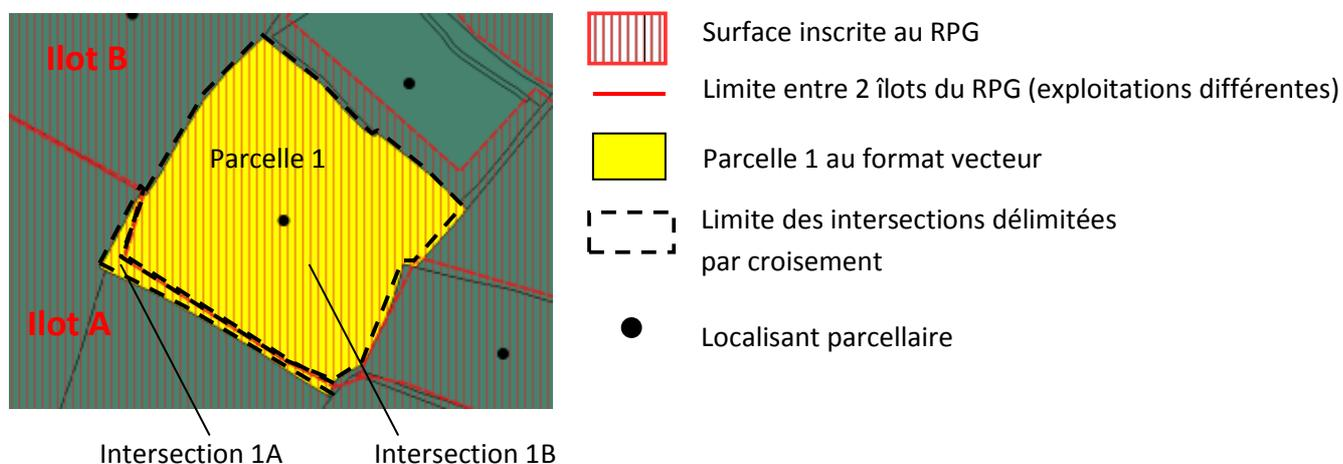 Ilot B
Parcelle 1
Ilot A
Intersection 1A
Intersection 1B
Surface inscrite au RPG
Limite entre 2 îlots du RPG (exploitations différentes)
Parcelle 1 au format vecteur
Limite des intersections délimitées
par croisement
Localisant parcellaire